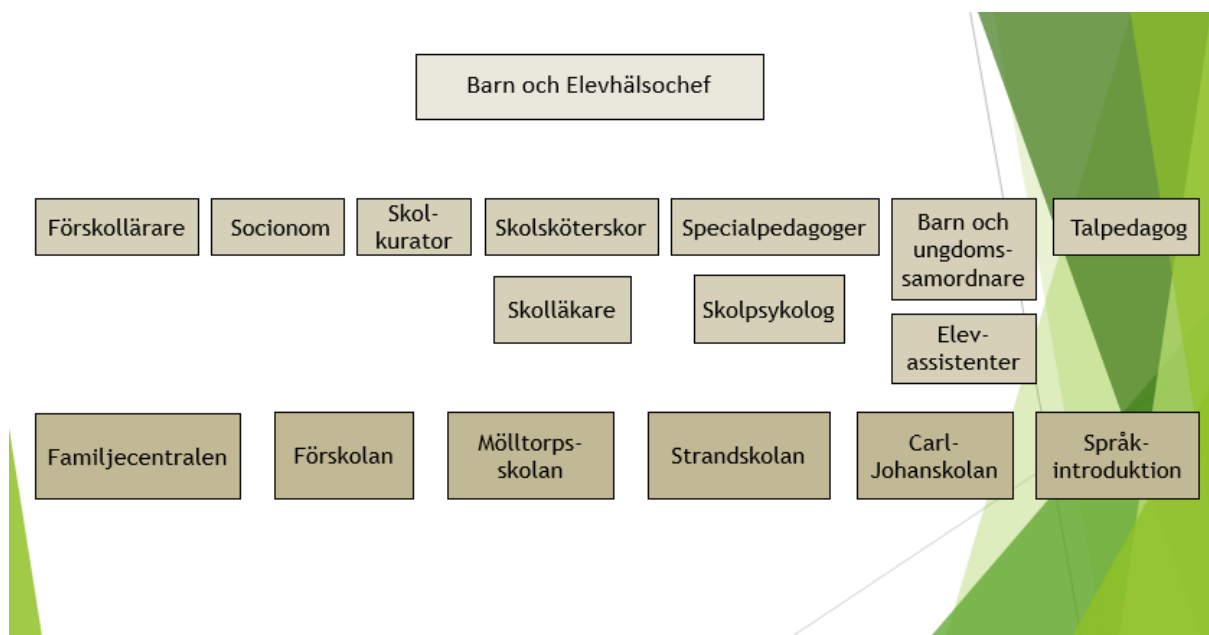 Barn och Elevhälsochef
Förskollärare
Socionom
Skol-
kurator
Skolsköterskor
Specialpedagoger
Barn och
ungdoms-
samordnare
Talpedagog
Skolläkare
Skolpsykolog
Elev-
assistenter
Familjecentralen
Förskolan
Mölltorps-
skolan
Strandskolan
Carl-
Johanskolan
Språk-
introduktion